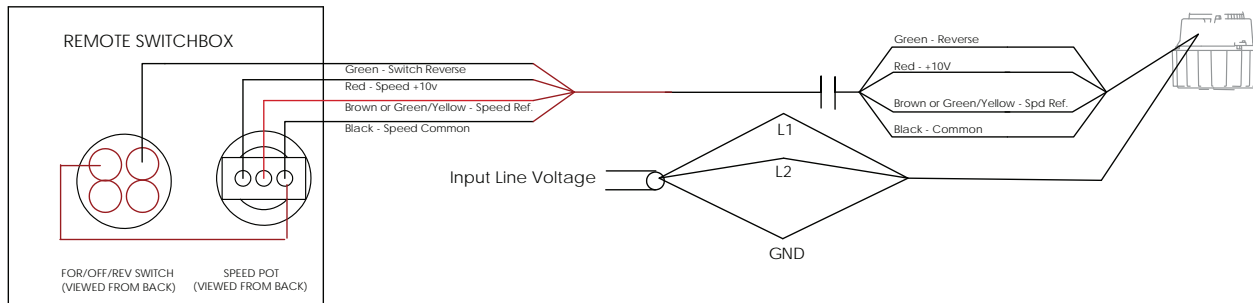 REMOTE SWITCHBOX
Green - Switch Reverse
Red - Speed +10v
Brown or Green/Yellow - Speed Ref.
Black - Speed Common
Green - Reverse
Red - +10V
Brown or Green/Yellow - Spd Ref.
Black - Common
L1
Input Line Voltage
L2
GND
FOR/OFF/REV SWITCH
(VIEWED FROM BACK)
SPEED POT
(VIEWED FROM BACK)